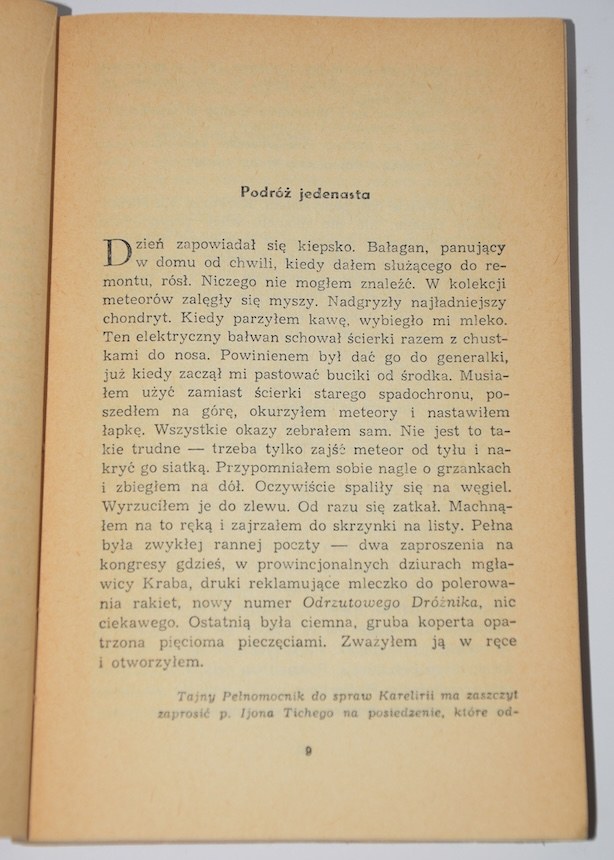 Podróż jedenasta
Dzień zapowiadał się kiepsko. Bałagan, panujący
w domu od chwili, kiedy dałem służącego do re-
montu, rósł. Niczego nie mogłem znaleźć. W kolekcji
meteorów zalęgły się myszy. Nadgryzły najładniejszy
chondryt. Kiedy parzyłem kawę, wybiegło mi mleko.
Ten elektryczny bałwan schował ścierki razem z chust-
kami do nosa. Powinienem był dać go do generalki,
już kiedy zaczął mi pastować buciki od środka. Musia-
łem użyć zamiast ścierki starego spadochronu, po-
szedłem na górę, okurzyłem meteory i nastawiłem
łapkę. Wszystkie okazy zebrałem sam. Nie jest to ta-
kie trudne — trzeba tylko zajść meteor od tyłu i na-
kryć go siatką. Przypomniałem sobie nagle o grzankach
i zbiegłem na dół. Oczywiście spaliły się na węgiel.
Wyrzuciłem je do zlewu. Od razu się zatkał. Machną-
łem na to ręką i zajrzałem do skrzynki na listy. Pełna
była zwykłej rannej poczty — dwa zaproszenia na
kongresy gdzieś, w prowincjonalnych dziurach mgła-
wicy Kraba, druki reklamujące mleczko do polerowa-
nia rakiet, nowy numer Odrzutowego Dróżnika, nic
ciekawego. Ostatnią była ciemna, gruba koperta opa-
trzona pięcioma pieczęciami. Zważyłem ją w ręce
i otworzyłem.
Tajny Pełnomocnik do spraw Karelirii ma zaszczyt
zaprosić p. Ijona Tichego na posiedzenie, które od-
9